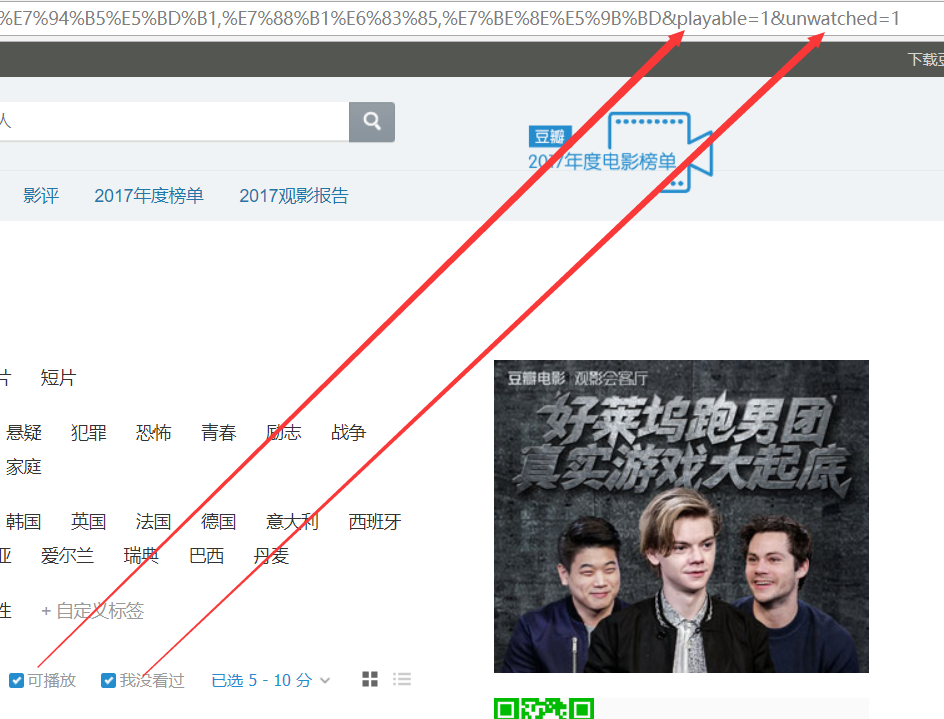 %E7%94%B5%E5%BD%B1,%E7%88%B1%E6%83%85,%E7%BE%8E%E5%9B%BD&playable=1&unwatched=1
下载
人
豆瓣
2017年度电影榜单
影评 2017年度榜单 2017观影报告
片 短片
豆瓣电影 观影会客厅
好莱坞跑男团
真实游戏大起底
悬疑 犯罪 恐怖 青春 励志 战争
家庭
韩国 英国 法国 德国 意大利 西班牙
亚 爱尔兰 瑞典 巴西 丹麦
性 + 自定义标签
可播放 我没看过 已选 5 - 10 分